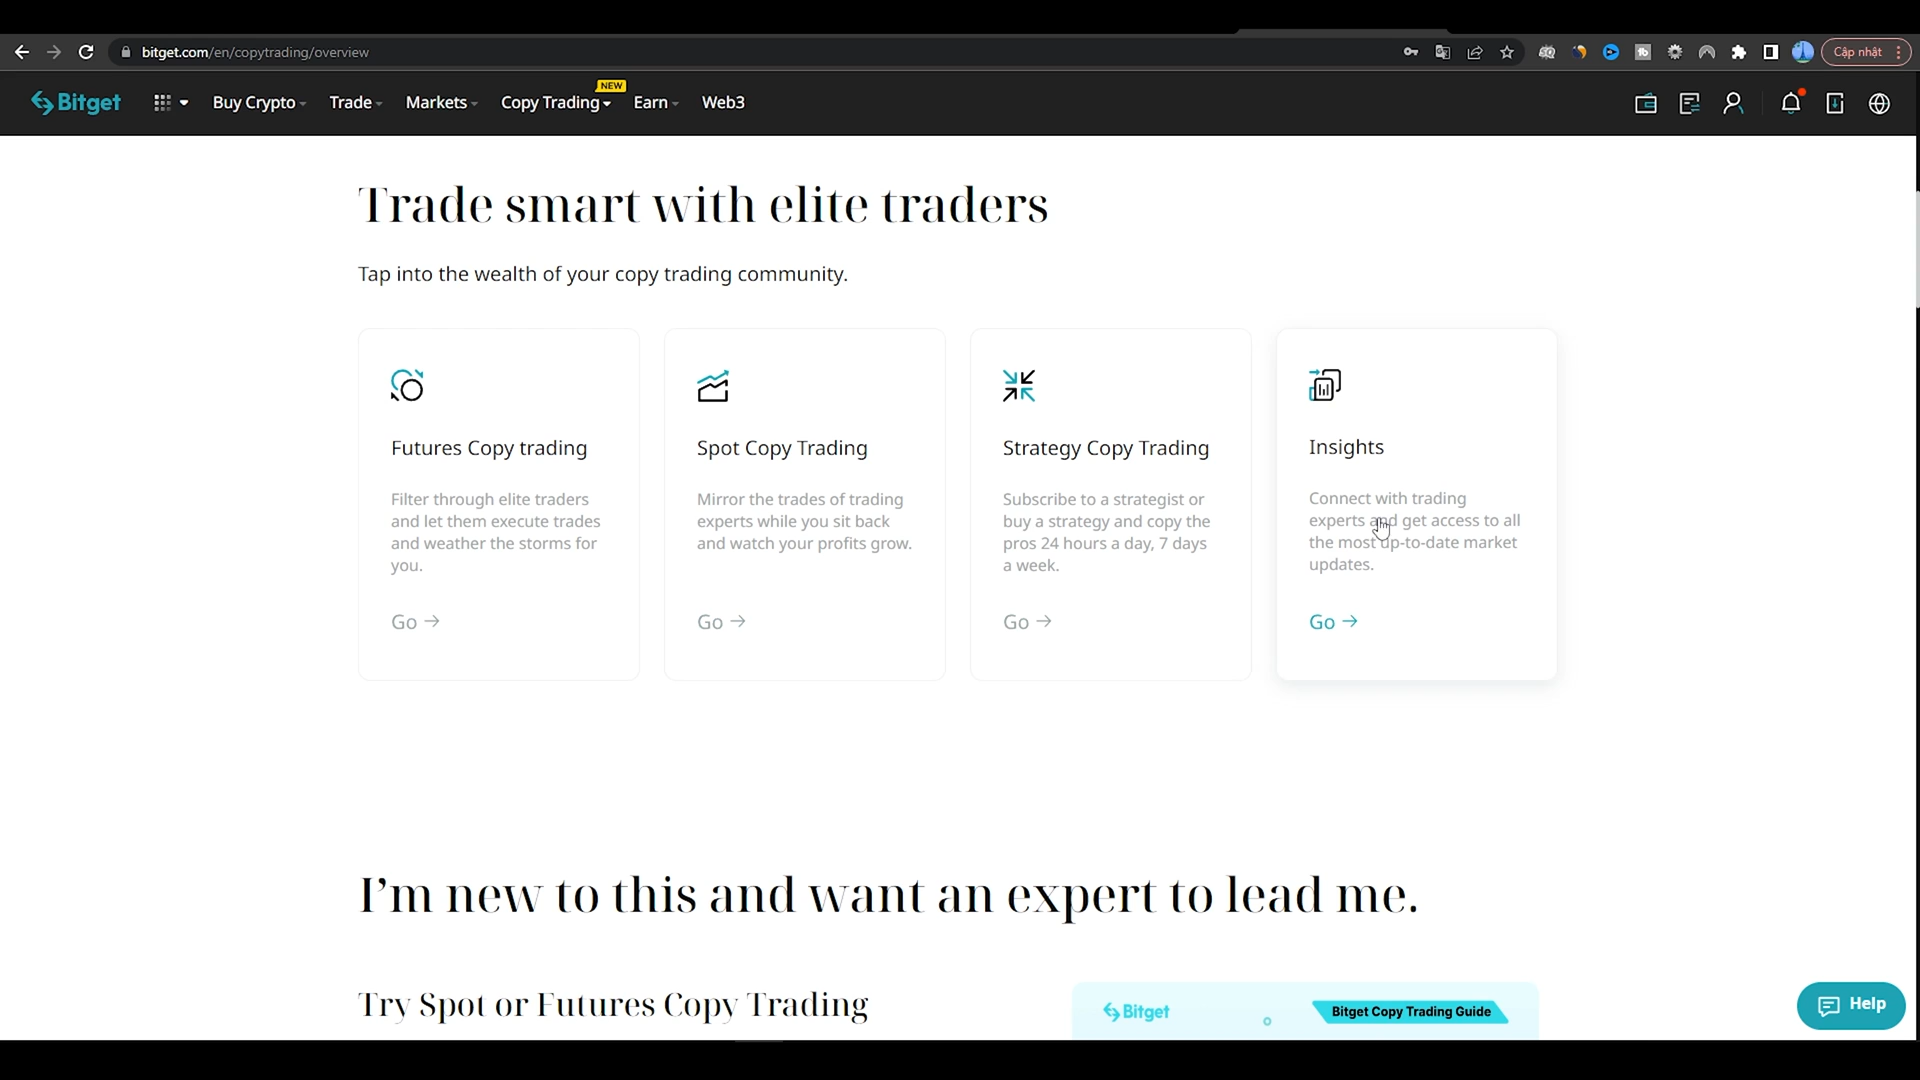 bitget.com/en/copytrading/overview
Cập nhật
Bitget
Buy Crypto
Trade
Markets
Copy Trading
NEW
Earn
Web3
Trade smart with elite traders
Tap into the wealth of your copy trading community.
Futures Copy trading
Filter through elite traders
and let them execute trades
and weather the storms for
you.
Go →
Spot Copy Trading
Mirror the trades of trading
experts while you sit back
and watch your profits grow.
Go →
Strategy Copy Trading
Subscribe to a strategist or
buy a strategy and copy the
pros 24 hours a day, 7 days
a week.
Go →
Insights
Connect with trading
experts and get access to all
the most up-to-date market
updates.
Go →
I'm new to this and want an expert to lead me.
Try Spot or Futures Copy Trading
Bitget
Bitget Copy Trading Guide
Help